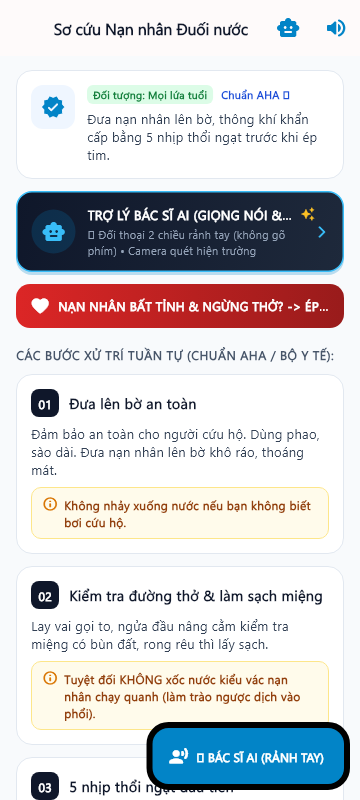 Sơ cứu Nạn nhân Đuối nước
Đối tượng: Mọi lứa tuổi
Chuẩn AHA
Đưa nạn nhân lên bờ, thông khí khẩn
cấp bằng 5 nhịp thổi ngạt trước khi ép
tim.
TRỢ LÝ BÁC SĨ AI (GIỌNG NÓI &...
Đối thoại 2 chiều rảnh tay (không gõ
phím) • Camera quét hiện trường
NẠN NHÂN BẤT TỈNH & NGỪNG THỞ? -> ÉP...
CÁC BƯỚC XỬ TRÍ TUẦN TỰ (CHUẨN AHA / BỘ Y TẾ):
01 Đưa lên bờ an toàn
Đảm bảo an toàn cho người cứu hộ. Dùng phao,
sào dài. Đưa nạn nhân lên bờ khô ráo, thoáng
mát.
Không nhảy xuống nước nếu bạn không biết
bơi cứu hộ.
02 Kiểm tra đường thở & làm sạch miệng
Lay vai gọi to, ngửa đầu nâng cằm kiểm tra
miệng có bùn đất, rong rêu thì lấy sạch.
Tuyệt đối KHÔNG xốc nước kiểu vác nạn
nhân chạy quanh (làm trào ngược dịch vào
phổi).
BÁC SĨ AI (RẢNH TAY)
03 5 nhịp thổi ngạt đầu tiên